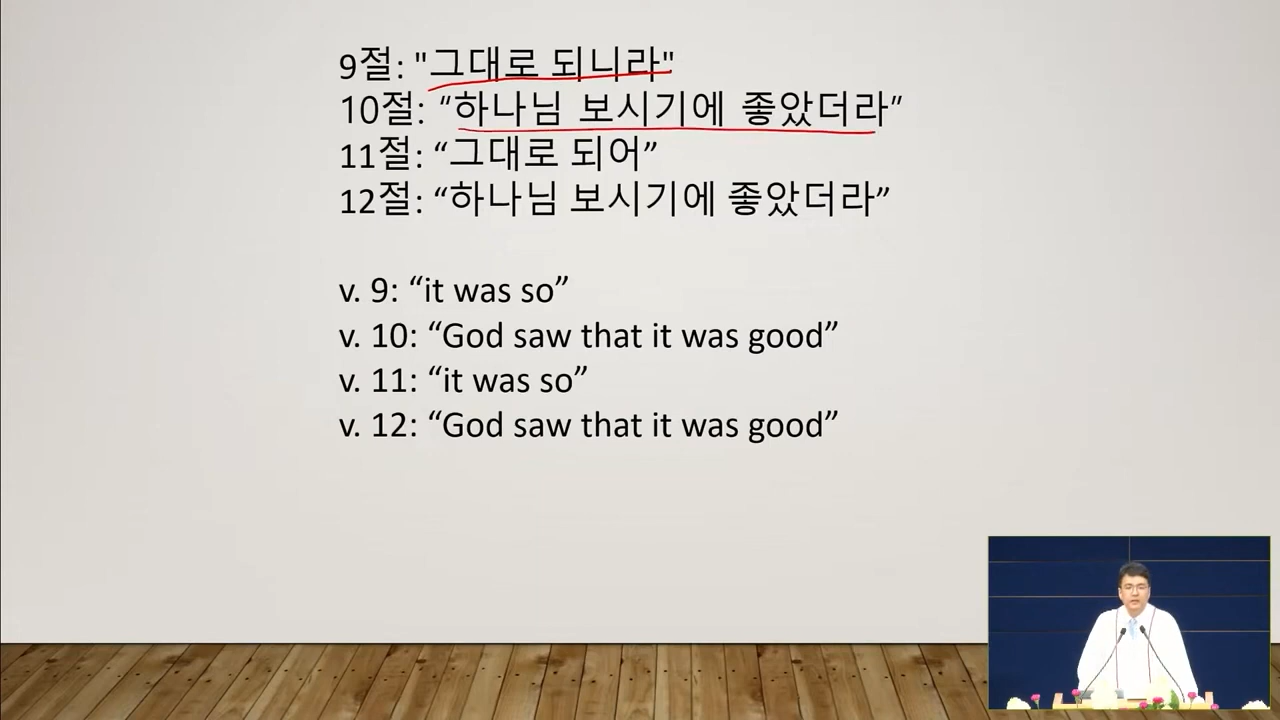 9절: "그대로 되니라"
10절: “하나님 보시기에 좋았더라”
11절: “그대로 되어”
12절: “하나님 보시기에 좋았더라”
v. 9: “it was so”
v. 10: “God saw that it was good”
v. 11: “it was so”
v. 12: “God saw that it was good”